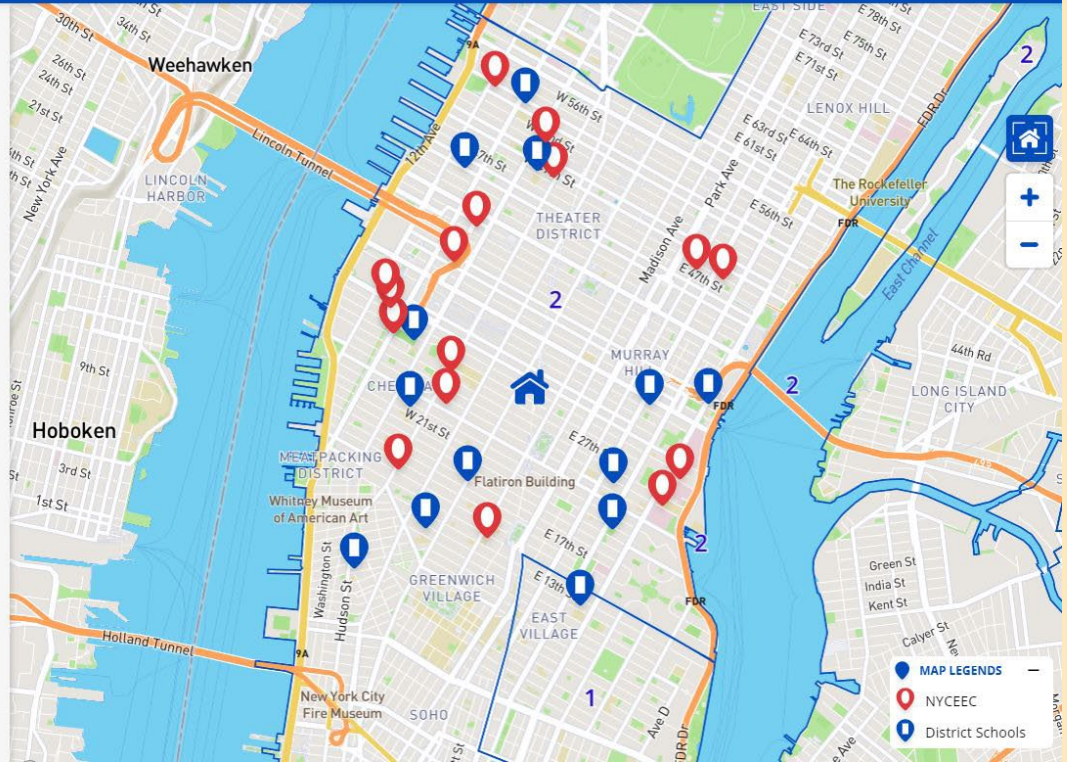 30th St
34th St
26th St
24th St
21st St
Weehawken
9A
EAST SIDE
E 78th St
E 75th St
E 73rd St
E 71st St
2
LENOX HILL
FDR Dr
W 56th St
12th Ave
Lincoln Tunnel
New York Ave
LINCOLN
HARBOR
E 63rd St
E 64th St
E 61st St
Park Ave
The Rockefeller
University
E 56th St
FDR
THEATER
DISTRICT
Madison Ave
E 47th St
East Channel
+
−
2
MURRAY
44th Rd
9th St
2
LONG ISLAND
CITY
FDR
W 21st St
Hoboken
E 27th
3rd St
1st St
MEATPACKING
DISTRICT
Flatiron Building
Whitney Museum
of American Art
E 17th St
2
Washington St
Hudson St
GREENWICH
VILLAGE
E 13th
EAST
VILLAGE
FDR
Green St
India St
Kent St
Calyer St
Holland Tunnel
9A
New York City
Fire Museum
SOHO
1
Ave D
FDR Dr
MAP LEGENDS −
NYCEEC
District Schools